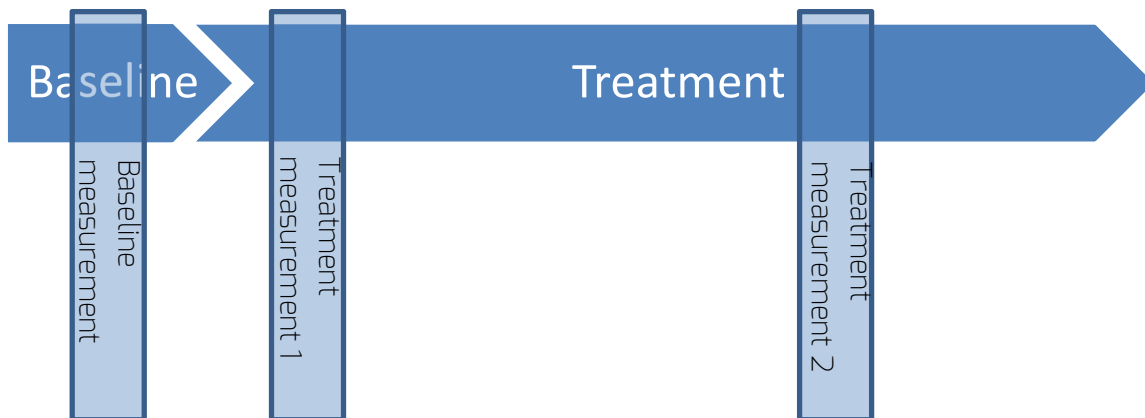 Baseline
Treatment
Baseline
measurement
Treatment
measurement 1
Treatment
measurement 2